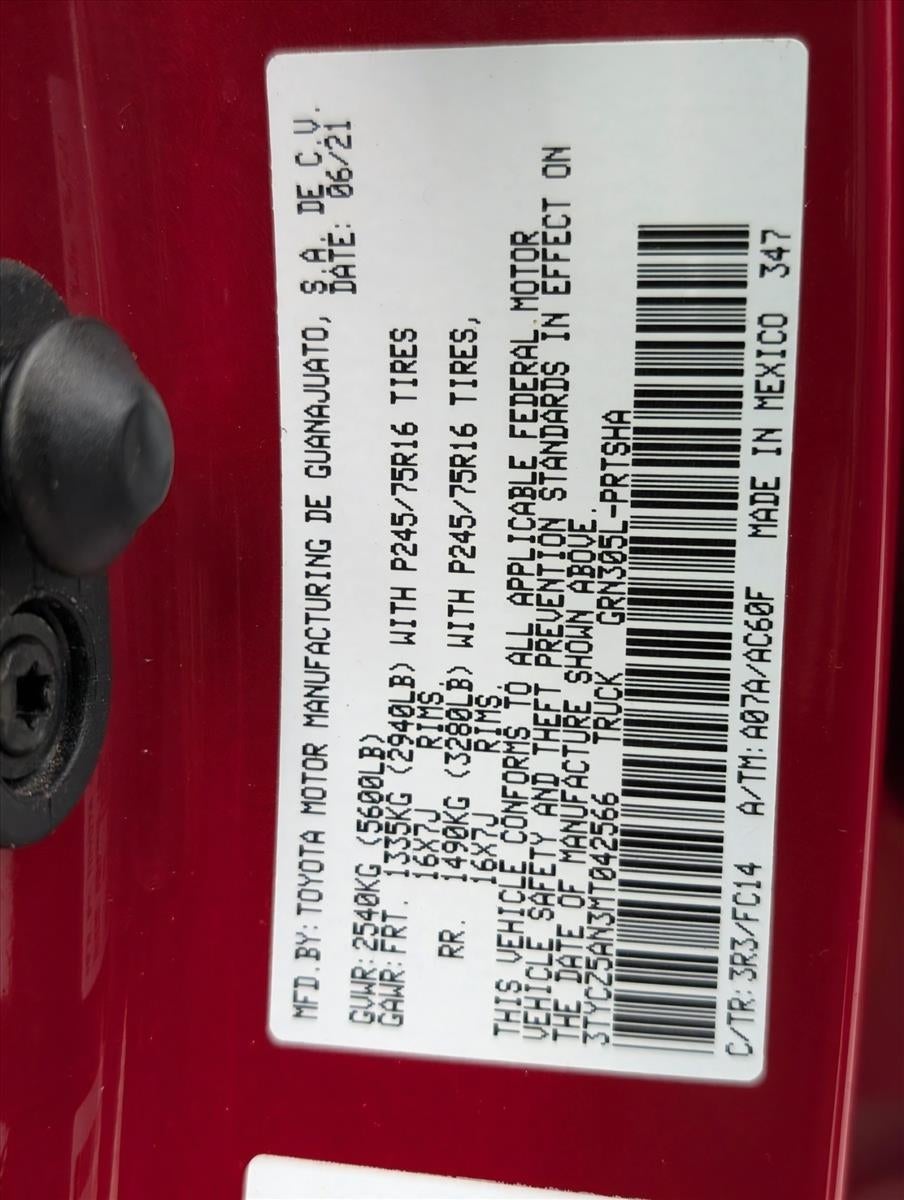 MFD.BY: TOYOTA MOTOR MANUFACTURING DE GUANAJUATO, S.A. DE C.V.
DATE: 06/21
GVWR: 2540KG (5600LB)
GAWR: FRT. 1335KG (2940LB) WITH P245/75R16 TIRES
16X7J RIMS.
RR. 1490KG (3280LB) WITH P245/75R16 TIRES,
16X7J RIMS.
THIS VEHICLE CONFORMS TO ALL APPLICABLE FEDERAL MOTOR
VEHICLE SAFETY AND THEFT PREVENTION STANDARDS IN EFFECT ON
THE DATE OF MANUFACTURE SHOWN ABOVE.
3TYCZ5AN3MT042566 TRUCK GRN305L-PRTSHA
C/TR: 3R3/FC14 A/TM: A07A/AC60F MADE IN MEXICO 347